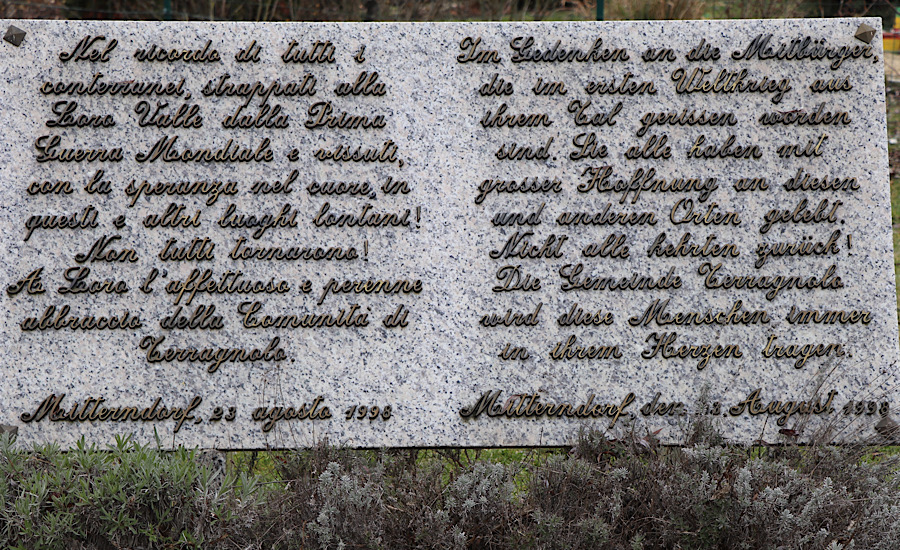 Nel ricordo di tutti i
conterranei, strappati alla
Loro Valle dalla Prima
Guerra Mondiale e vissuti,
con la speranza nel cuore, in
questi e altri luoghi lontani!
Non tutti tornarono!
A Loro l'affettuoso e perenne
abbruccio della Comunità di
Terragnolo
Mitterndorf, 23 agosto 1998
Im Gedenken an die Mitbürger,
die im ersten Weltkrieg aus
ihrem Tal gerissen worden
sind. Sie alle haben mit
grosser Hoffnung an diesen
und anderen Orten gelebt.
Nicht alle kehrten zurück!
Die Gemeinde Terragnolo
wird diese Menschen immer
in ihrem Herzen tragen.
Mitterndorf, der August 1998